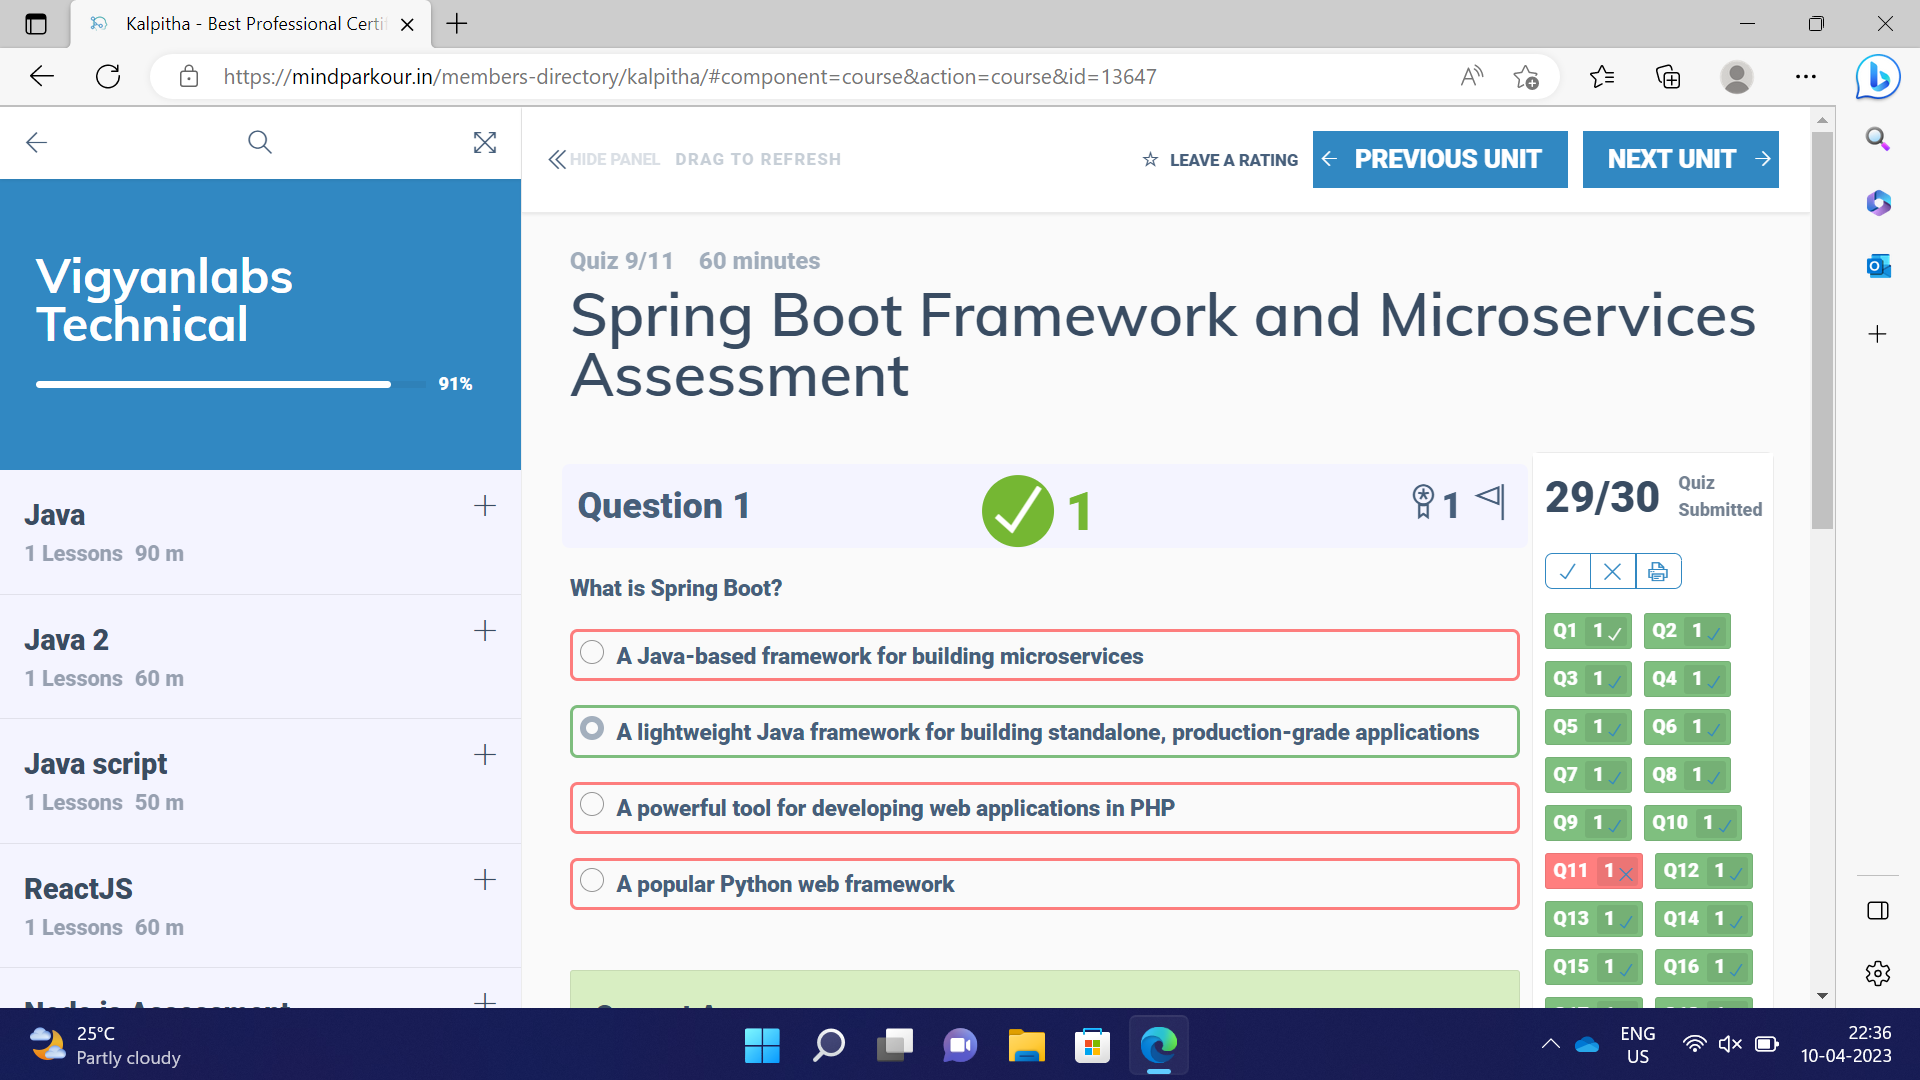 Kalpitha - Best Professional Certi
https://mindparkour.in/members-directory/kalpitha/#component=course&action=course&id=13647
HIDE PANEL DRAG TO REFRESH
LEAVE A RATING
PREVIOUS UNIT
NEXT UNIT
Vigyanlabs
Technical
91%
Java
1 Lessons 90 m
Java 2
1 Lessons 60 m
Java script
1 Lessons 50 m
ReactJS
1 Lessons 60 m
Quiz 9/11 60 minutes
Spring Boot Framework and Microservices
Assessment
Question 1
1
1
What is Spring Boot?
A Java-based framework for building microservices
A lightweight Java framework for building standalone, production-grade applications
A powerful tool for developing web applications in PHP
A popular Python web framework
29/30 Quiz
Submitted
Q1 1 Q2 1
Q3 1 Q4 1
Q5 1 Q6 1
Q7 1 Q8 1
Q9 1 Q10 1
Q11 1 Q12 1
Q13 1 Q14 1
Q15 1 Q16 1
25°C
Partly cloudy
ENG
US
22:36
10-04-2023